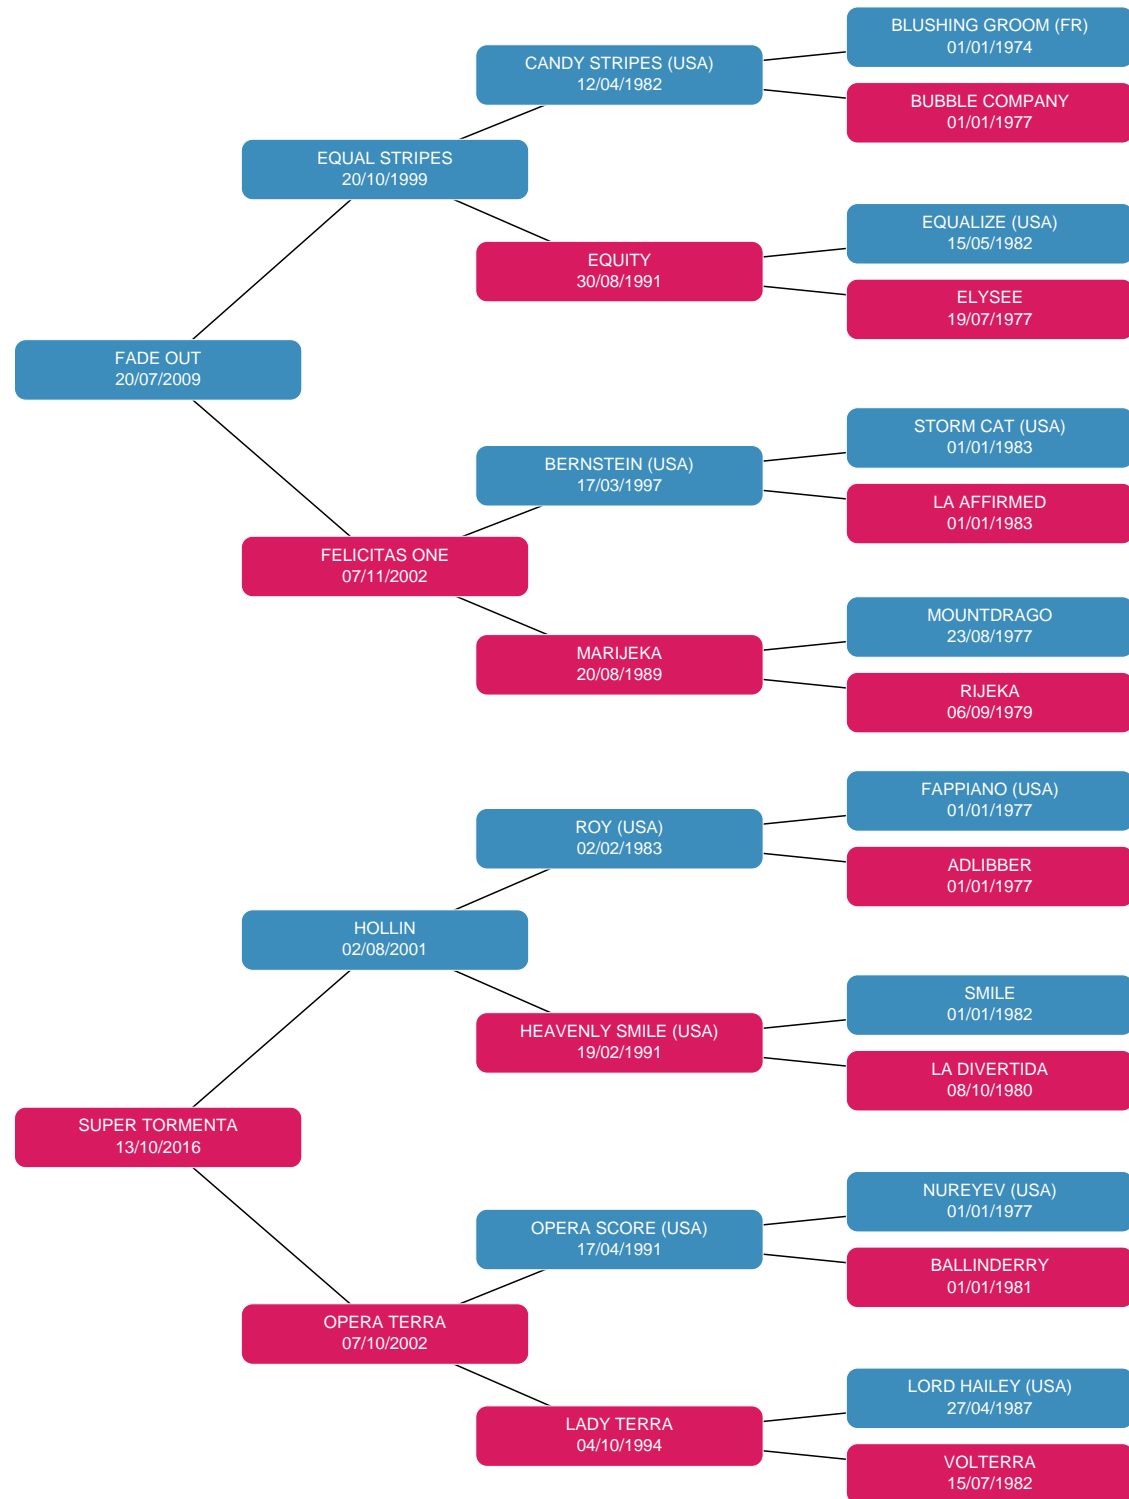 BLUSHING GROOM (FR)
01/01/1974
CANDY STRIPES (USA)
12/04/1982
BUBBLE COMPANY
01/01/1977
EQUAL STRIPES
20/10/1999
EQUALIZE (USA)
15/05/1982
EQUITY
30/08/1991
ELYSEE
19/07/1977
FADE OUT
20/07/2009
STORM CAT (USA)
01/01/1983
BERNSTEIN (USA)
17/03/1997
LA AFFIRMED
01/01/1983
FELICITAS ONE
07/11/2002
MOUNTDRAGO
23/08/1977
MARIJEKA
20/08/1989
RIJEKA
06/09/1979
FAPPIANO (USA)
01/01/1977
ROY (USA)
02/02/1983
ADLIBBER
01/01/1977
HOLLIN
02/08/2001
SMILE
01/01/1982
HEAVENLY SMILE (USA)
19/02/1991
LA DIVERTIDA
08/10/1980
SUPER TORMENTA
13/10/2016
NUREYEV (USA)
01/01/1977
OPERA SCORE (USA)
17/04/1991
BALLINDERRY
01/01/1981
OPERA TERRA
07/10/2002
LORD HAILEY (USA)
27/04/1987
LADY TERRA
04/10/1994
VOLTERRA
15/07/1982